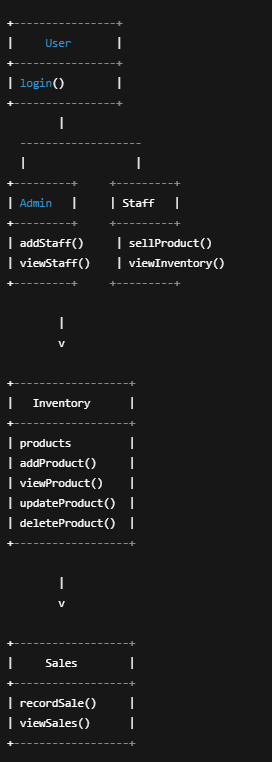 +----------------+
|     User       |
+----------------+
| login()        |
+----------------+
        |
  -------------------
  |                 |
+---------+     +---------+
| Admin   |     | Staff   |
+---------+     +---------+
| addStaff()     | sellProduct()
| viewStaff()    | viewInventory()
+---------+     +---------+
        |
        v
+------------------+
|   Inventory      |
+------------------+
| products         |
| addProduct()     |
| viewProduct()    |
| updateProduct()  |
| deleteProduct()  |
+------------------+
        |
        v
+------------------+
|     Sales        |
+------------------+
| recordSale()     |
| viewSales()      |
+------------------+